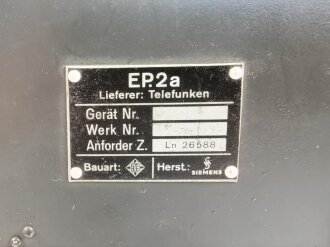 EP.2a
Lieferer: Telefunken
Gerät Nr.
Werk Nr.
Anforder Z. Ln 26588
Bauart: Herst.: SIEMENS